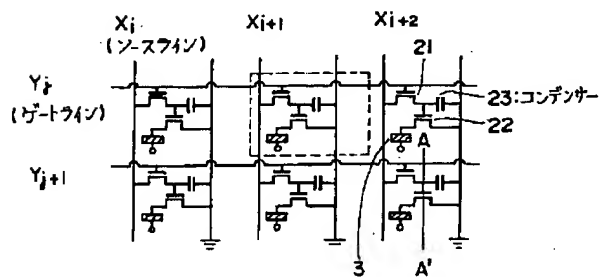 Xi
(ソースライン)
Xi+1
Xi+2
21
Yj
(ゲートライン)
23:コンデンサー
22
A
Yj+1
3
A'